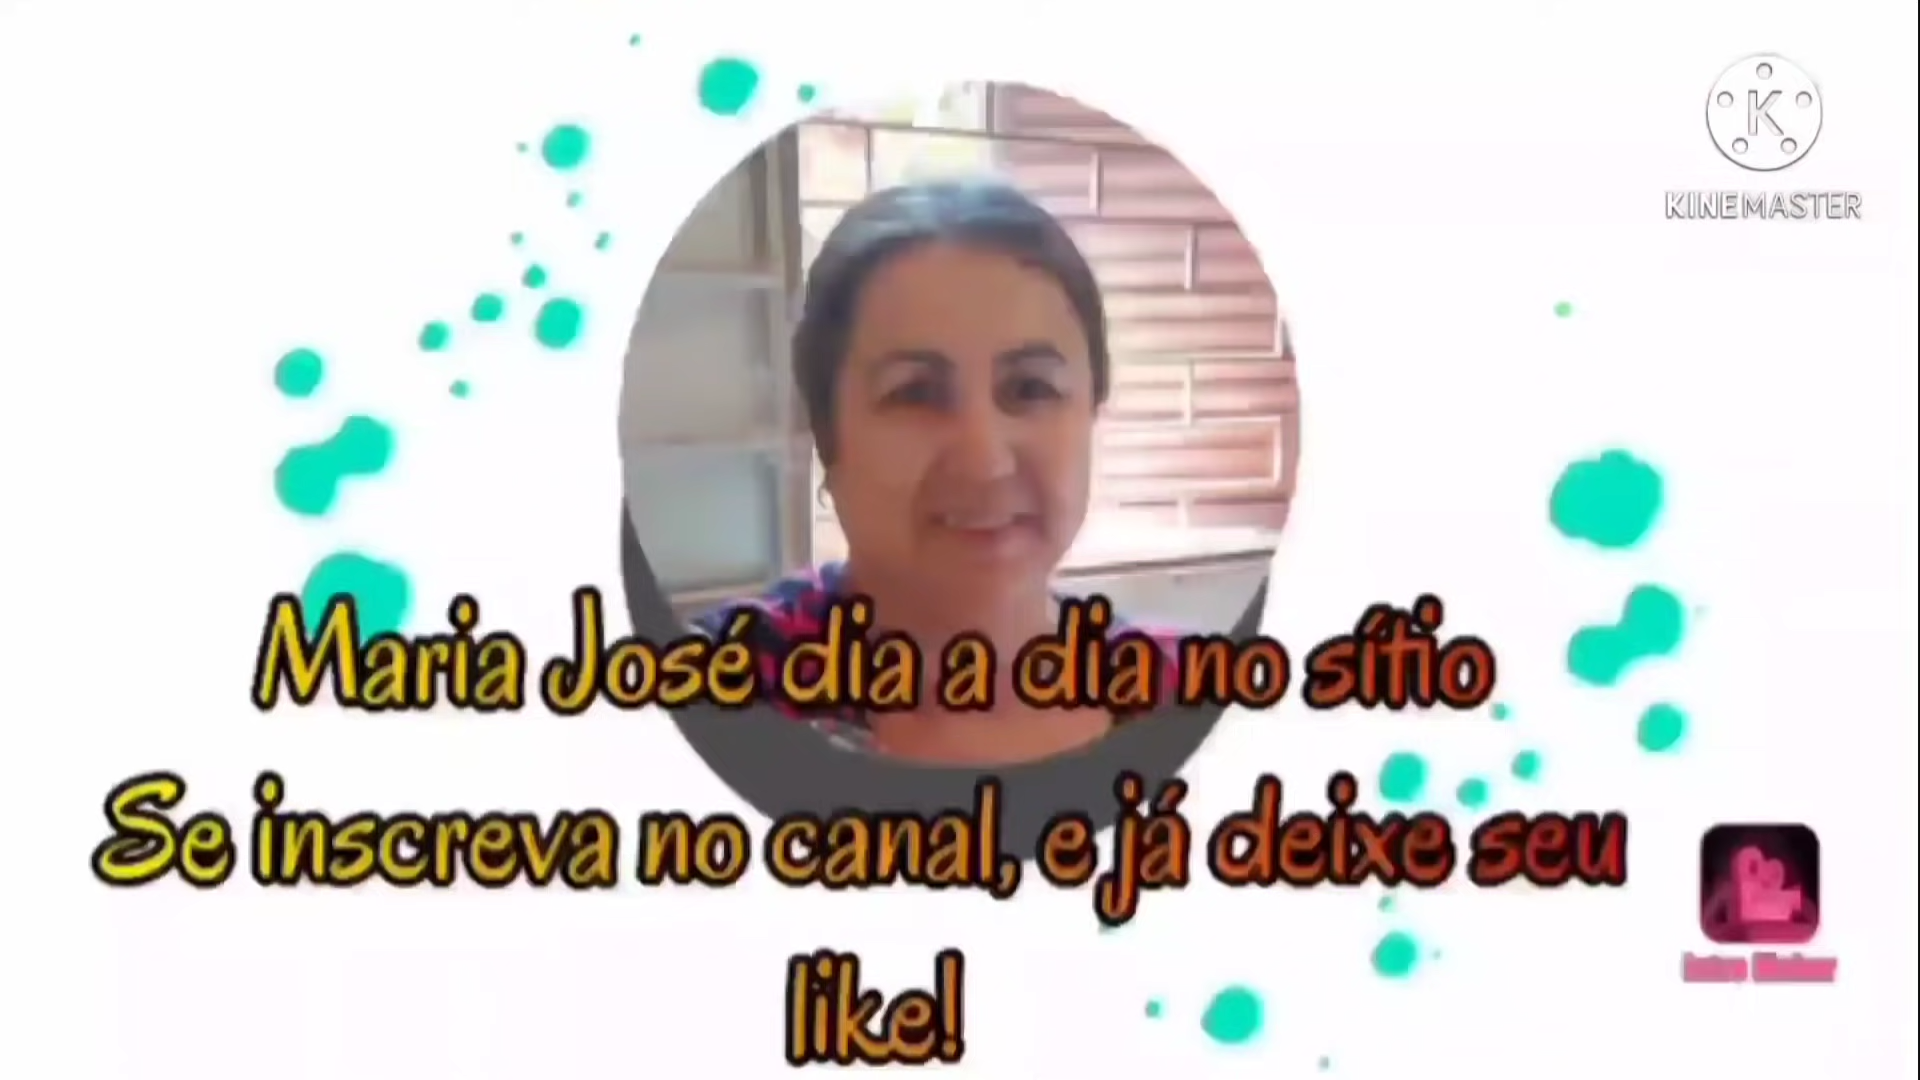 K
KINEMASTER
Maria José dia a dia no sítio
Se inscreva no canal, e já deixe seu
like!